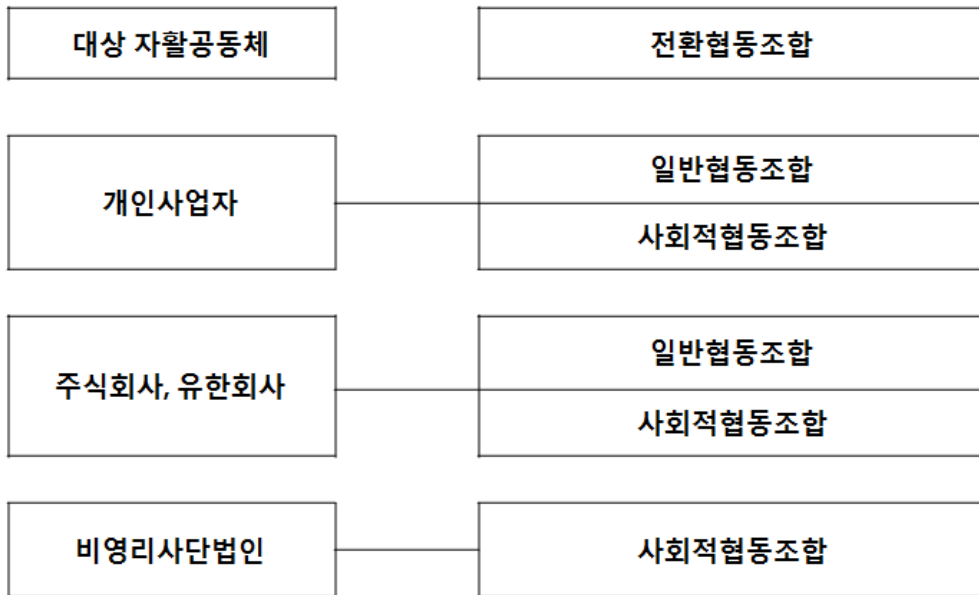 대상 자활공동체
전환협동조합
개인사업자
일반협동조합
사회적협동조합
주식회사, 유한회사
일반협동조합
사회적협동조합
비영리사단법인
사회적협동조합